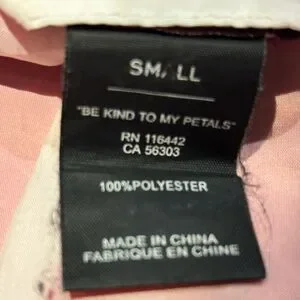 SMALL
"BE KIND TO MY PETALS"
RN 116442
CA 56303
100%POLYESTER
MADE IN CHINA
FABRIQUE EN CHINE